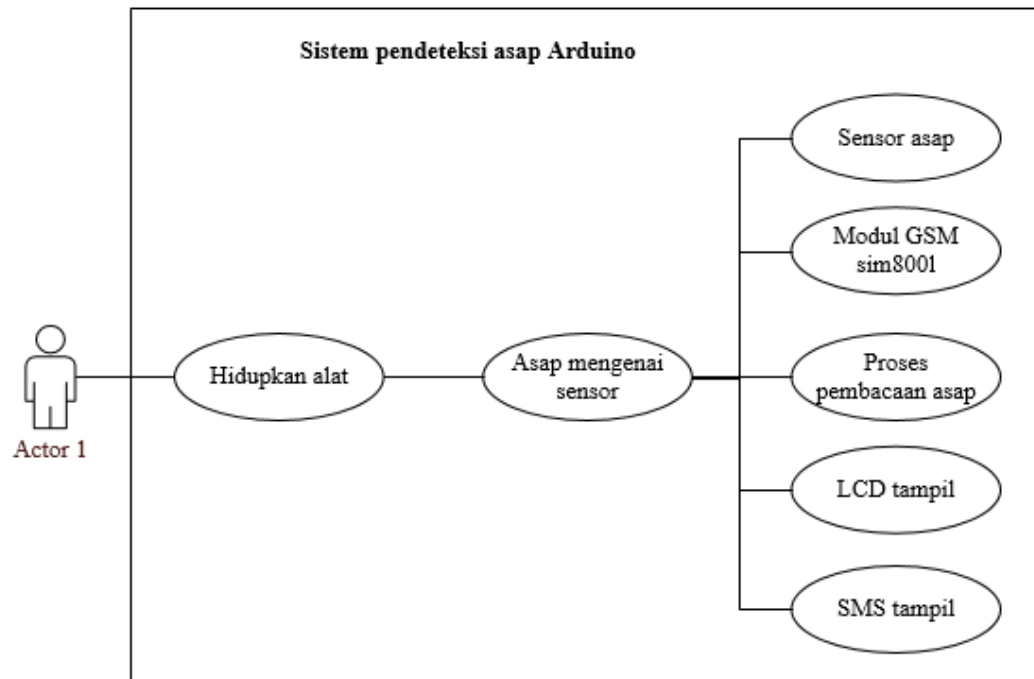 Sistem pendeteksi asap Arduino
Sensor asap
Modul GSM
sim800l
Hidupkan alat
Asap mengenai
sensor
Proses
pembacaan asap
LCD tampil
SMS tampil
Actor 1